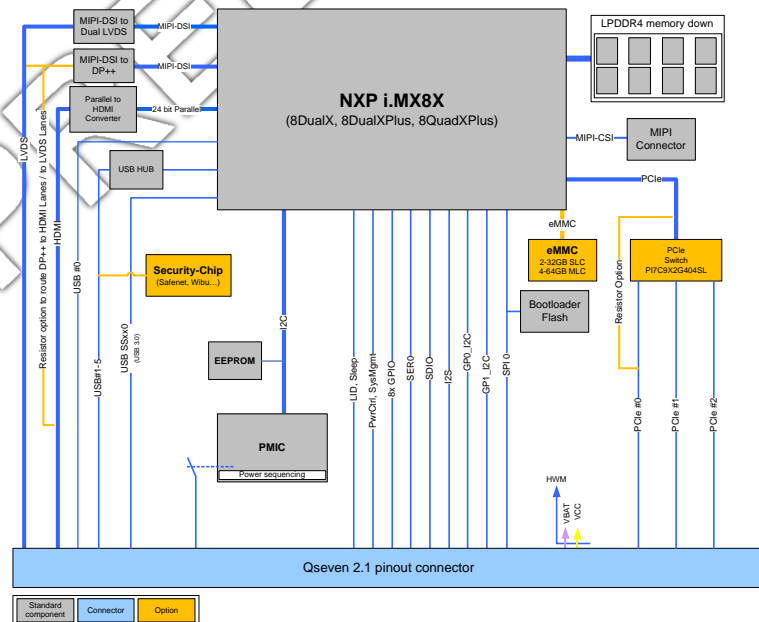 MIPI-DSI to
Dual LVDS
MIPI-DSI
MIPI-DSI to
DP++
MIPI-DSI
Parallel to
HDMI
Converter
24 bit Parallel
USB HUB
NXP i.MX8X
(8DualX, 8DualXPlus, 8QuadXPlus)
LPDDR4 memory down
MIPI-CSI
MIPI
Connector
PCIe
eMMC
eMMC
2-32GB SLC
4-64GB MLC
PCIe
Switch
PI7C9X2G404SL
Resistor Option
Bootloader
Flash
LVDS
Resistor option to route DP++ to HDMI Lanes / to LVDS Lanes
HDMI
USB #0
USB#1-5
USB SSxx0
(USB 3.0)
Security-Chip
(Safenet, Wibu...)
I2C
EEPROM
PMIC
Power sequencing
LID, Sleep
PwrCtrl, SysMgmt
8x GPIO
SER0
SDIO
I2S
GP0_I2C
GP1_I2C
SPI 0
PCIe #0
PCIe #1
PCIe #2
HWM
VBAT
VCC
Qseven 2.1 pinout connector
Standard
component
Connector
Option